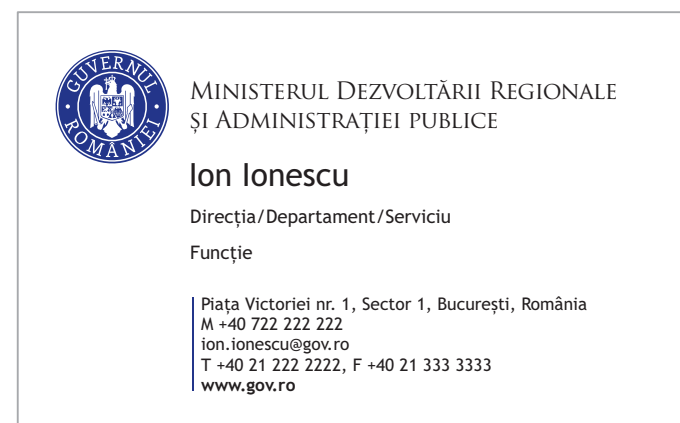 GUVERNUL ROMÂNIEI
Ministerul Dezvoltării Regionale
și Administrației publice
Ion Ionescu
Direcția/Departament/Serviciu
Funcție
Piața Victoriei nr. 1, Sector 1, București, România
M +40 722 222 222
ion.ionescu@gov.ro
T +40 21 222 2222, F +40 21 333 3333
www.gov.ro